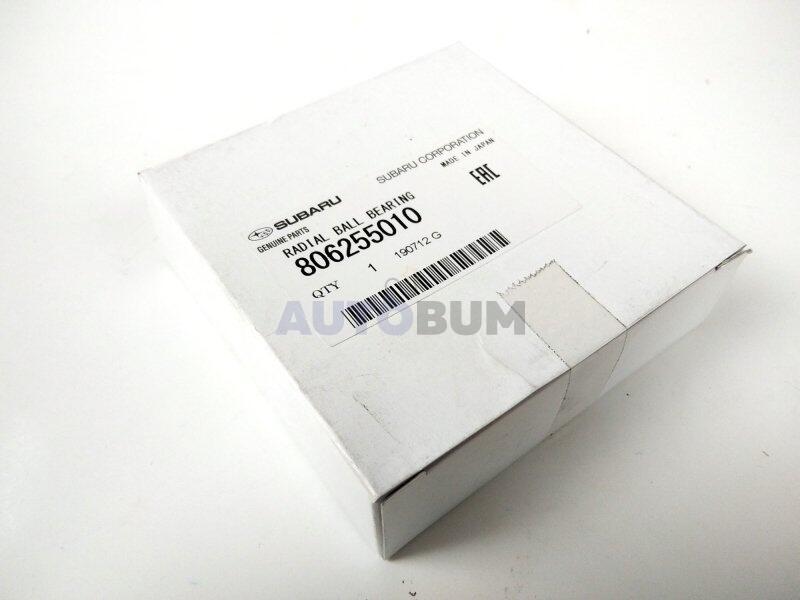 SUBARU
SUBARU CORPORATION
GENUINE PARTS
MADE IN JAPAN
RADIAL BALL BEARING
806255010
EAC
QTY 1 190712 G
AUTOBUM